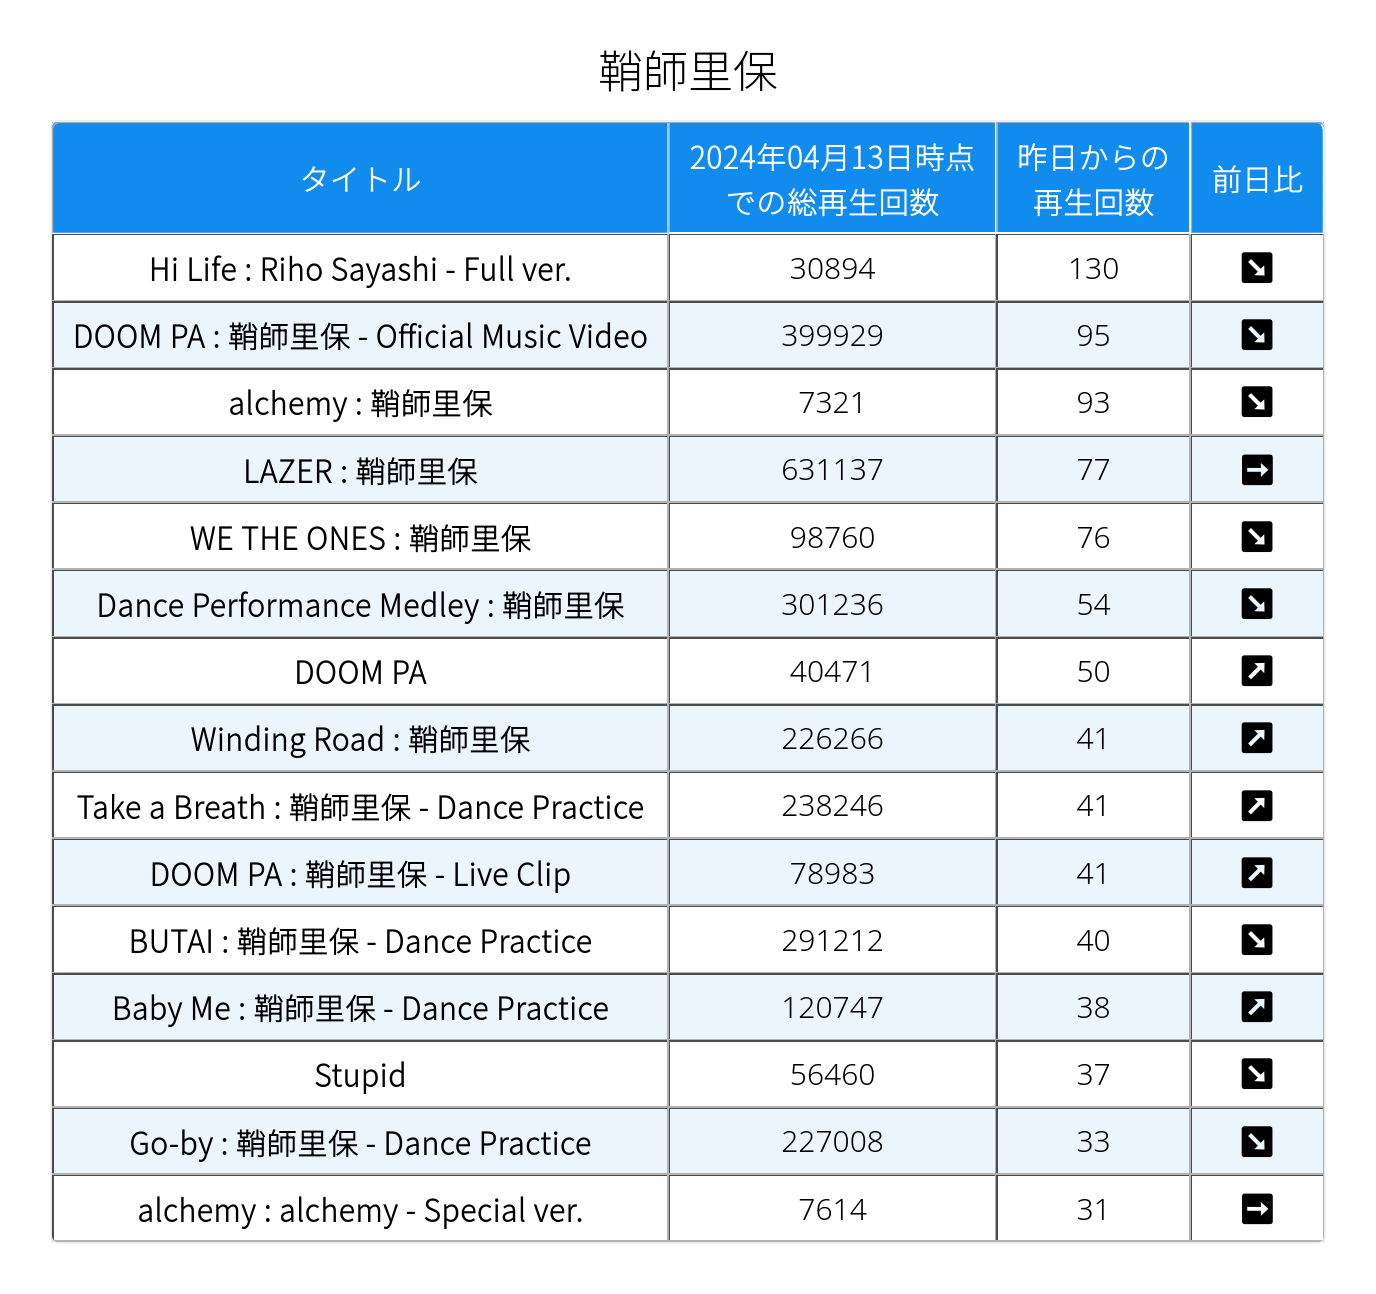 鞘師里保
タイトル 2024年04月13日時点での総再生回数 昨日からの再生回数 前日比
Hi Life : Riho Sayashi - Full ver. 30894 130 ↘
DOOM PA : 鞘師里保 - Official Music Video 399929 95 ↘
alchemy : 鞘師里保 7321 93 ↘
LAZER : 鞘師里保 631137 77 →
WE THE ONES : 鞘師里保 98760 76 ↘
Dance Performance Medley : 鞘師里保 301236 54 ↘
DOOM PA 40471 50 ↗
Winding Road : 鞘師里保 226266 41 ↗
Take a Breath : 鞘師里保 - Dance Practice 238246 41 ↗
DOOM PA : 鞘師里保 - Live Clip 78983 41 ↗
BUTAI : 鞘師里保 - Dance Practice 291212 40 ↘
Baby Me : 鞘師里保 - Dance Practice 120747 38 ↗
Stupid 56460 37 ↘
Go-by : 鞘師里保 - Dance Practice 227008 33 ↘
alchemy : alchemy - Special ver. 7614 31 →